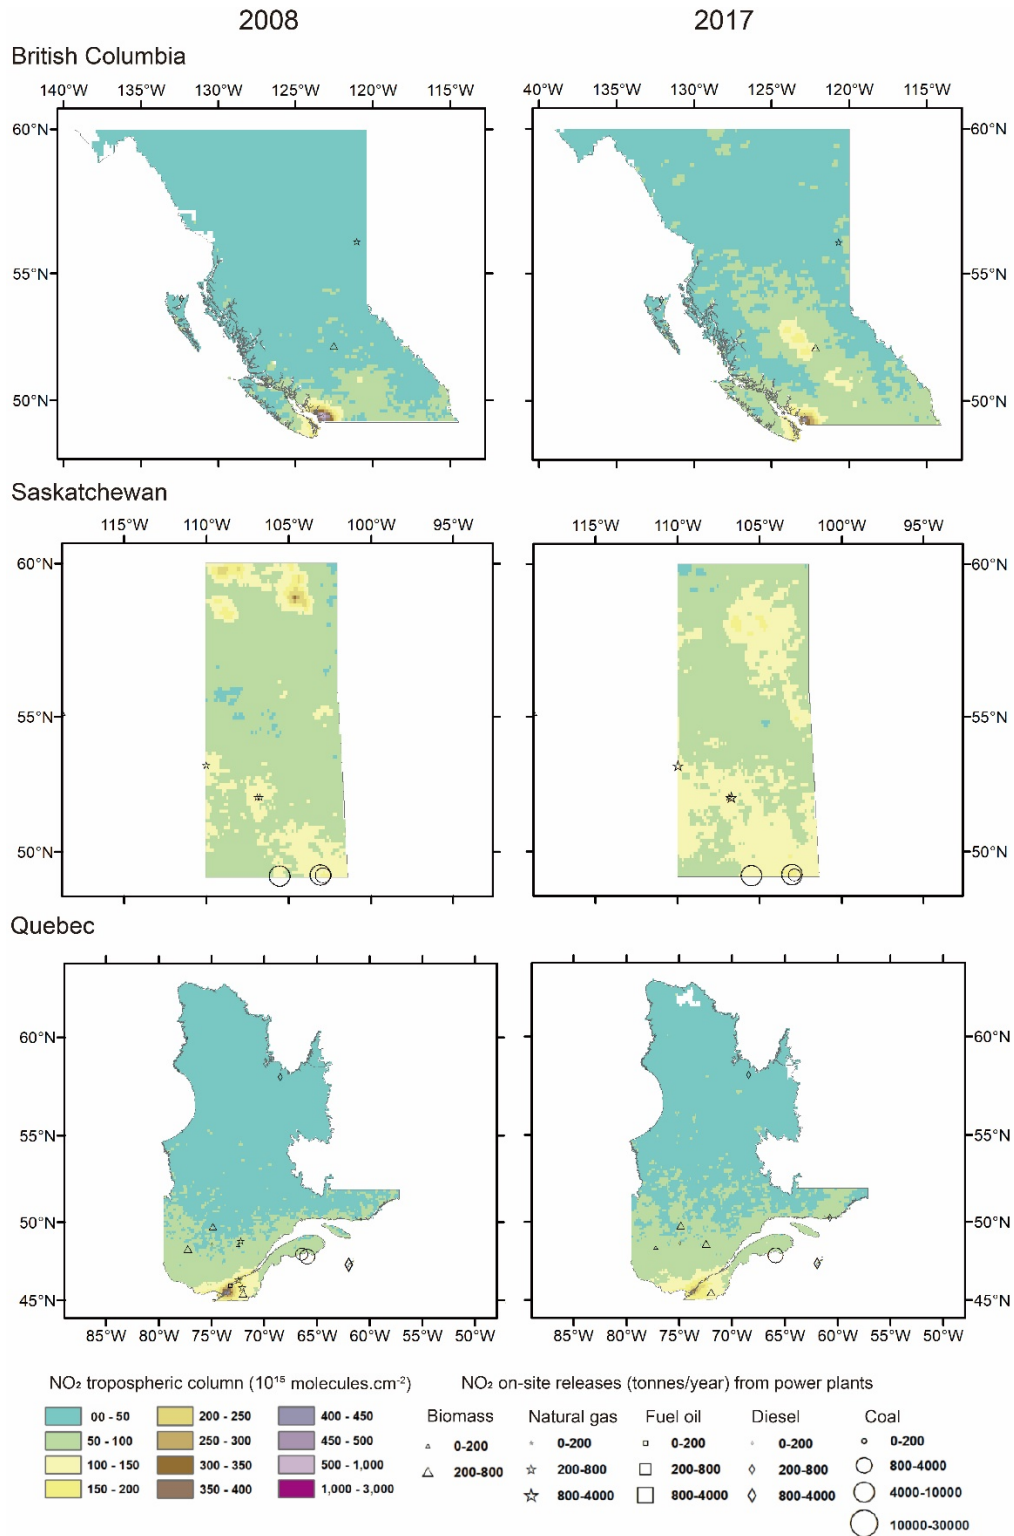 2008 2017
British Columbia
140°W 135°W 130°W 125°W 120°W 115°W 40°W 135°W 130°W 125°W 120°W 115°W
60°N 60°N
55°N 55°N
50°N 50°N
Saskatchewan
115°W 110°W 105°W 100°W 95°W 115°W 110°W 105°W 100°W 95°W
60°N 60°N
55°N 55°N
50°N 50°N
Quebec
60°N 60°N
55°N 55°N
50°N 50°N
45°N 45°N
85°W 80°W 75°W 70°W 65°W 60°W 55°W 50°W 85°W 80°W 75°W 70°W 65°W 60°W 55°W 50°W
NO₂ tropospheric column (10¹⁵ molecules.cm⁻²) NO₂ on-site releases (tonnes/year) from power plants
00 - 50 200 - 250 400 - 450 Biomass Natural gas Fuel oil Diesel Coal
50 - 100 250 - 300 450 - 500 0-200 0-200 0-200 0-200 0-200
100 - 150 300 - 350 500 - 1,000 200-800 200-800 200-800 200-800 800-4000
150 - 200 350 - 400 1,000 - 3,000 800-4000 800-4000 800-4000 4000-10000
10000-30000